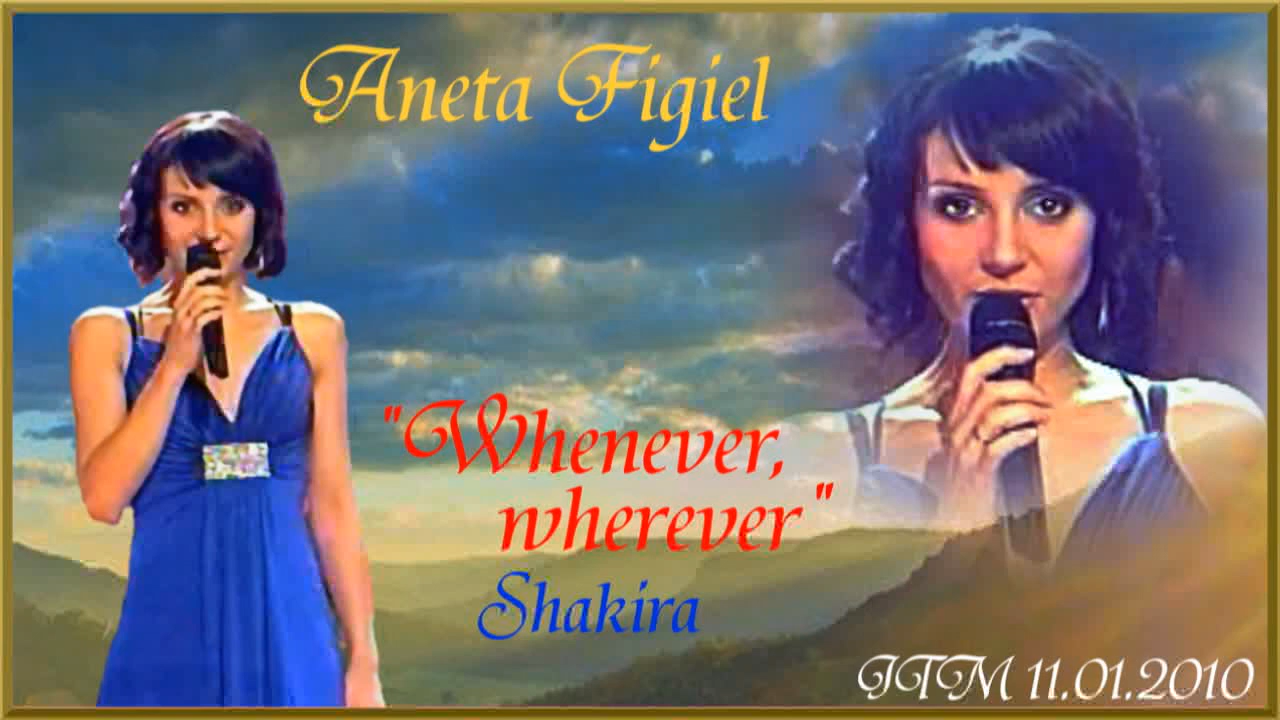 Aneta Figiel
"Whenever,
wherever"
Shakira
JTM 11.01.2010